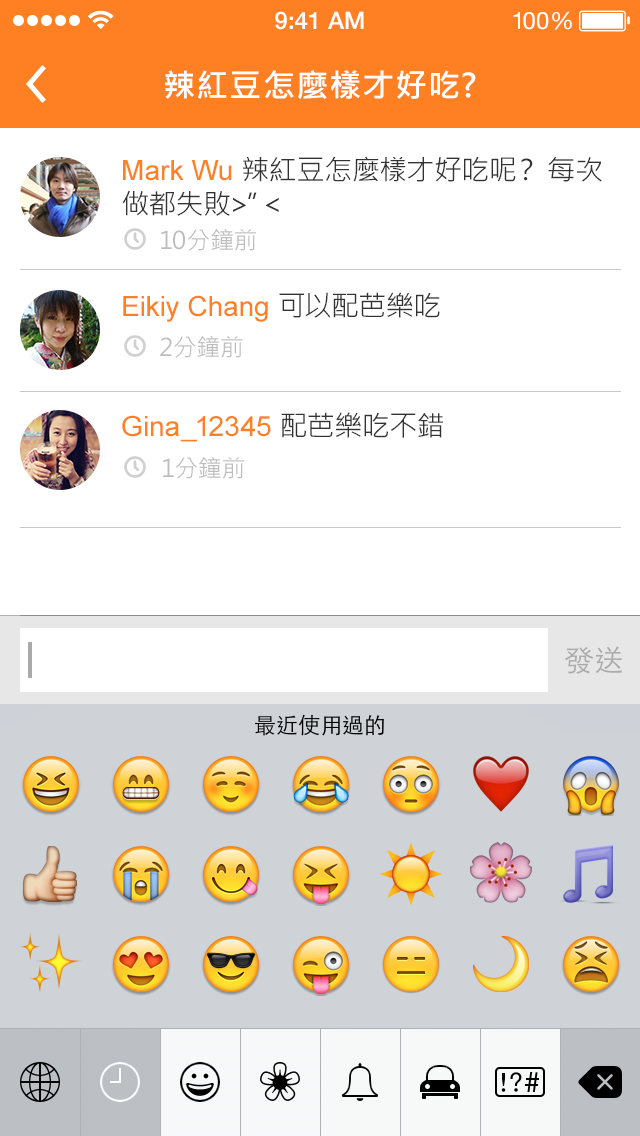 9:41 AM 100%
辣紅豆怎麼樣才好吃?
Mark Wu 辣紅豆怎麼樣才好吃呢? 每次
做都失敗>” <
10分鐘前
Eikiy Chang 可以配芭樂吃
2分鐘前
Gina_12345 配芭樂吃不錯
1分鐘前
發送
最近使用過的
!?#